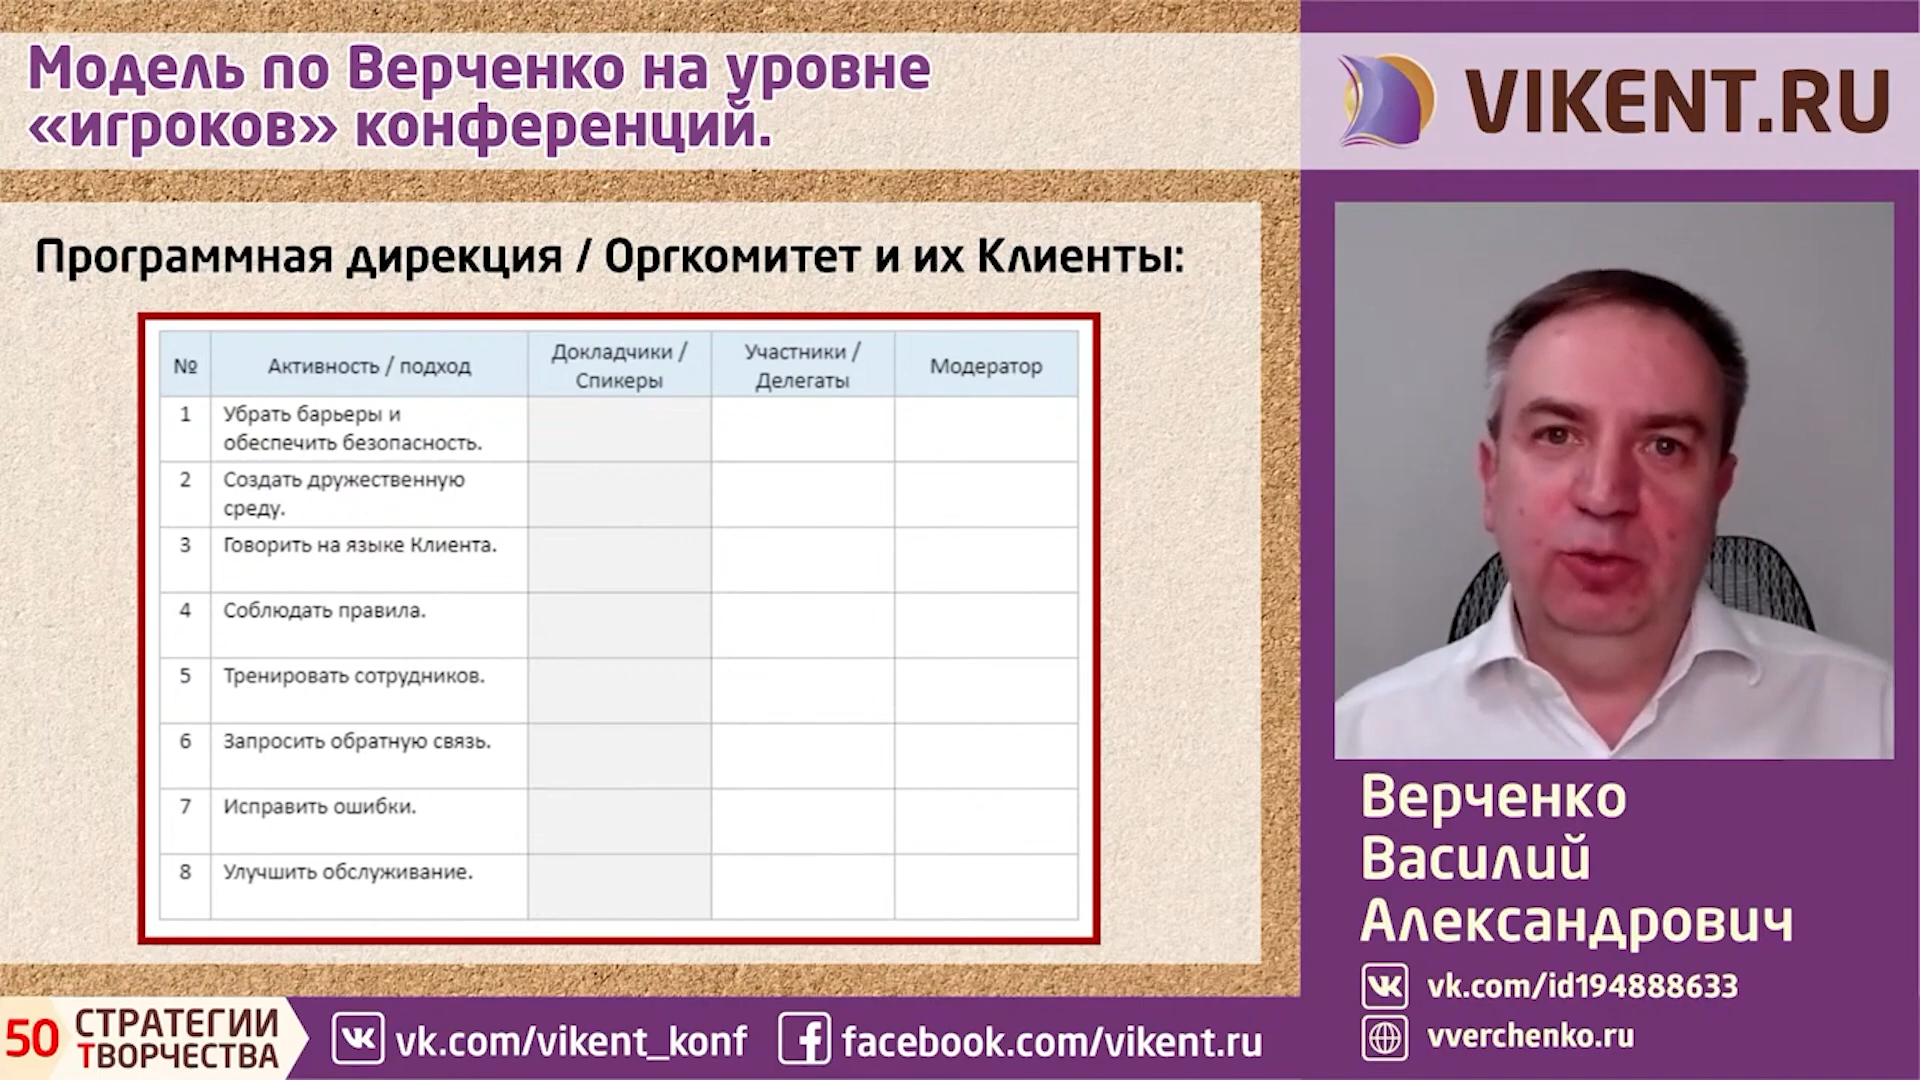 Модель по Верченко на уровне
«игроков» конференций.
VIKENT.RU
Программная дирекция / Оргкомитет и их Клиенты:
№ Активность / подход Докладчики / Спикеры Участники / Делегаты Модератор
1 Убрать барьеры и
обеспечить безопасность.
2 Создать дружественную
среду.
3 Говорить на языке Клиента.
4 Соблюдать правила.
5 Тренировать сотрудников.
6 Запросить обратную связь.
7 Исправить ошибки.
8 Улучшить обслуживание.
Верченко
Василий
Александрович
vk.com/id194888633
vverchenko.ru
50 СТРАТЕГИИ
ТВОРЧЕСТВА
vk.com/vikent_konf
facebook.com/vikent.ru